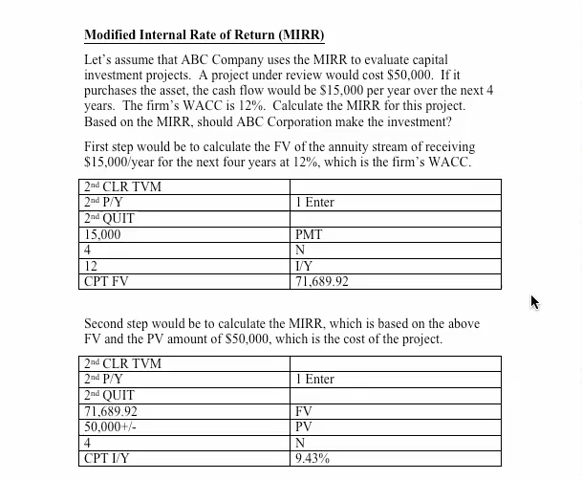 Modified Internal Rate of Return (MIRR)
Let's assume that ABC Company uses the MIRR to evaluate capital
investment projects. A project under review would cost $50,000. If it
purchases the asset, the cash flow would be $15,000 per year over the next 4
years. The firm's WACC is 12%. Calculate the MIRR for this project.
Based on the MIRR, should ABC Corporation make the investment?
First step would be to calculate the FV of the annuity stream of receiving
$15,000/year for the next four years at 12%, which is the firm's WACC.
2nd CLR TVM
2nd P/Y 1 Enter
2nd QUIT
15,000 PMT
4 N
12 I/Y
CPT FV 71,689.92
Second step would be to calculate the MIRR, which is based on the above
FV and the PV amount of $50,000, which is the cost of the project.
2nd CLR TVM
2nd P/Y 1 Enter
2nd QUIT
71,689.92 FV
50,000+/- PV
4 N
CPT I/Y 9.43%